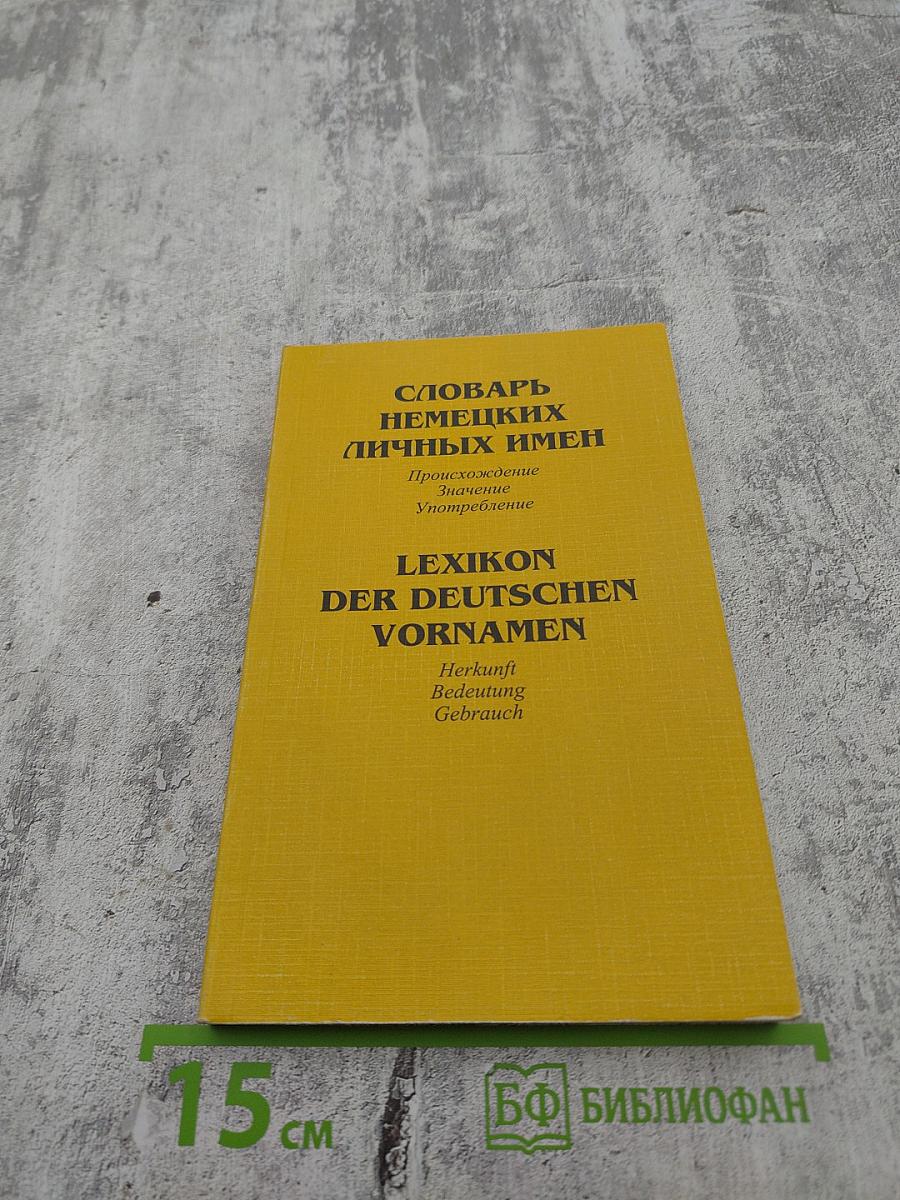 СЛОВАРЬ
НЕМЕЦКИХ
ЛИЧНЫХ ИМЕН
Происхождение
Значение
Употребление
LEXIKON
DER DEUTSCHEN
VORNAMEN
Herkunft
Bedeutung
Gebrauch
15 см
БФ БИБЛИОФАН